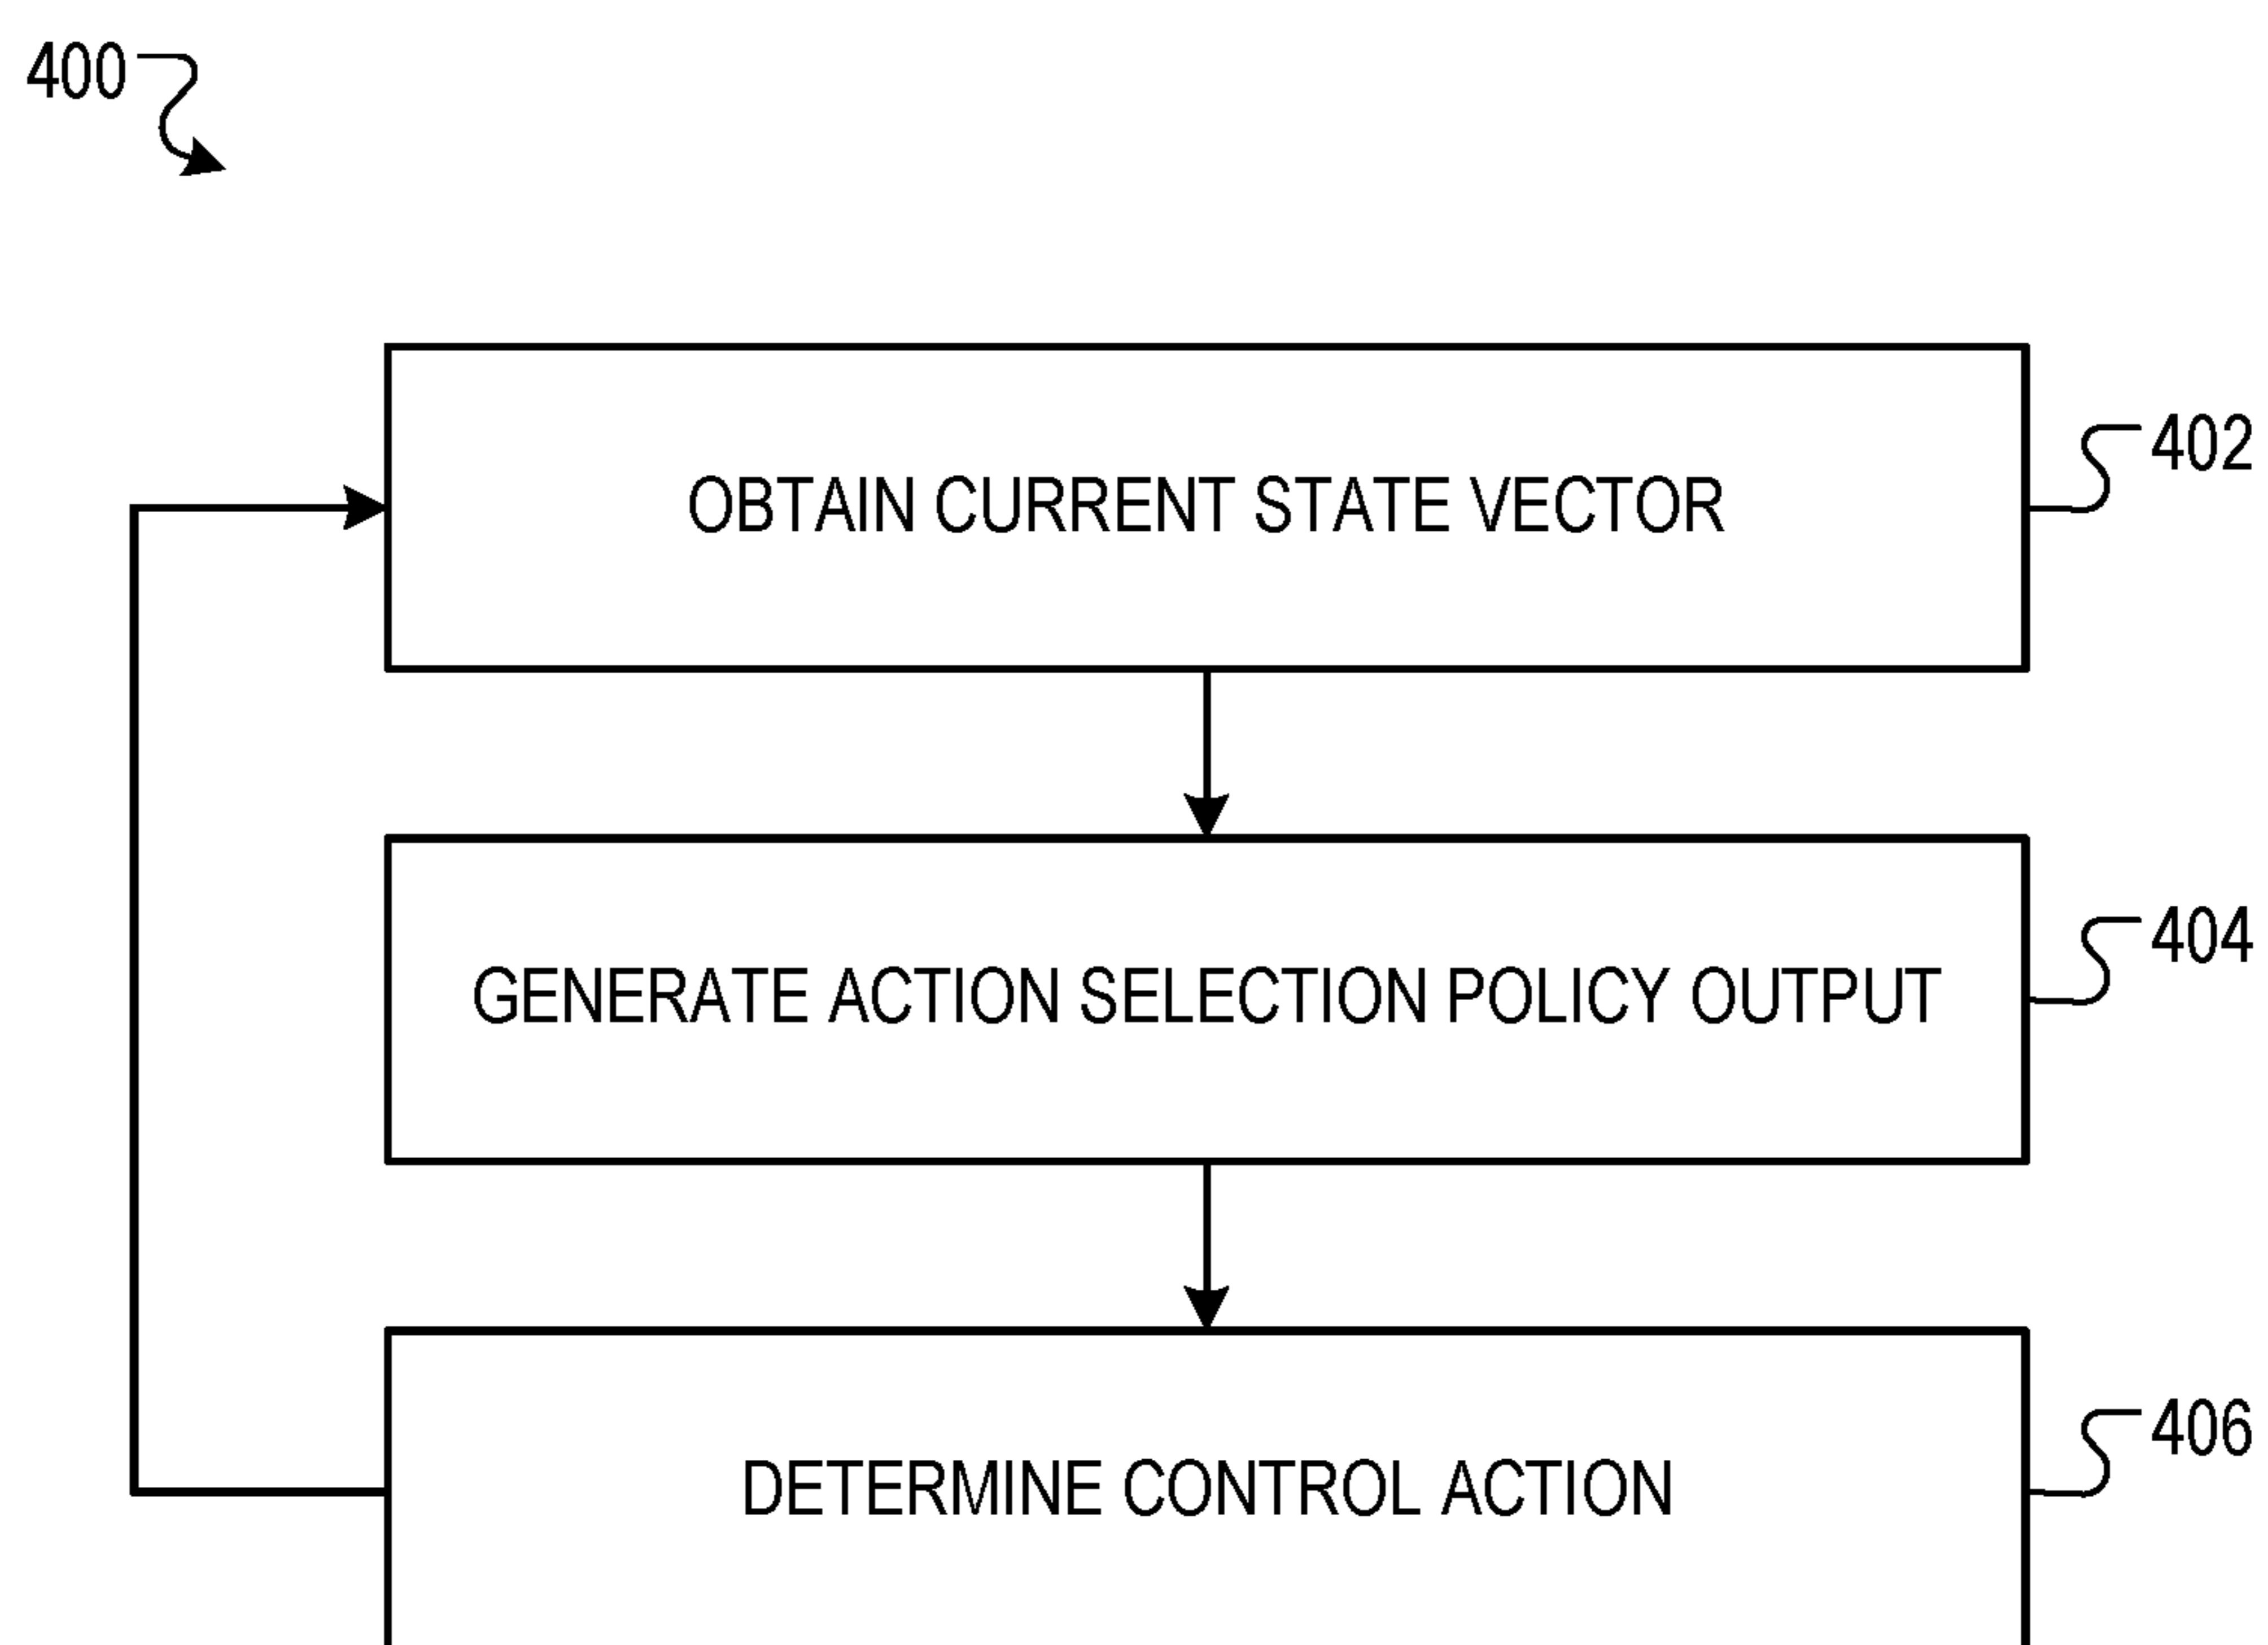 400
OBTAIN CURRENT STATE VECTOR
402
GENERATE ACTION SELECTION POLICY OUTPUT
404
DETERMINE CONTROL ACTION
406